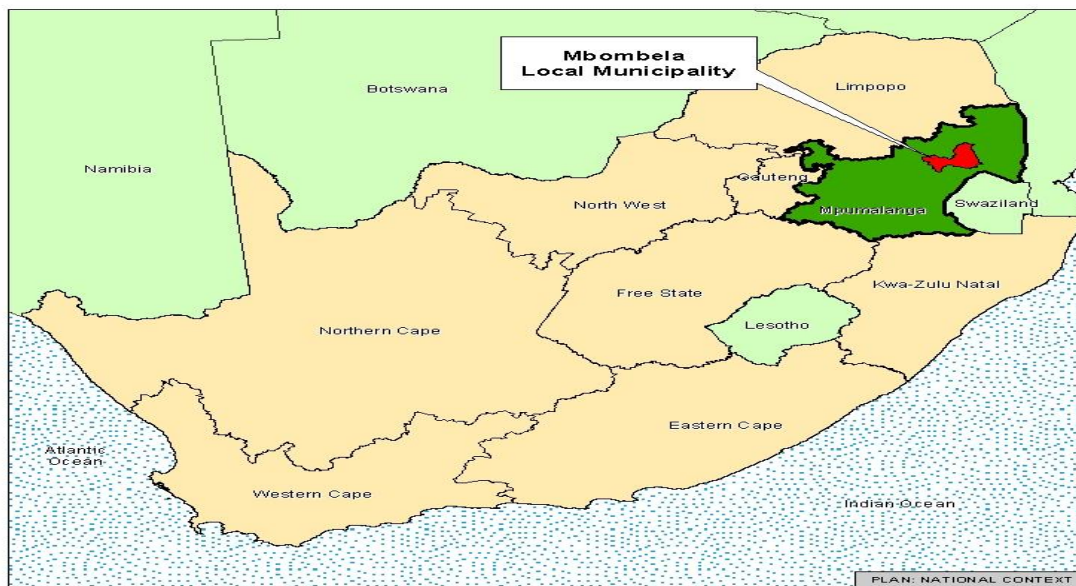 Mbombela
Local Municipality
Limpopo
Botswana
Namibia
Gauteng
North West
Mpumalanga
Swaziland
Free State
Kwa-Zulu Natal
Northern Cape
Lesotho
Eastern Cape
Atlantic
Ocean
Western Cape
Indian Ocean
PLAN: NATIONAL CONTEXT